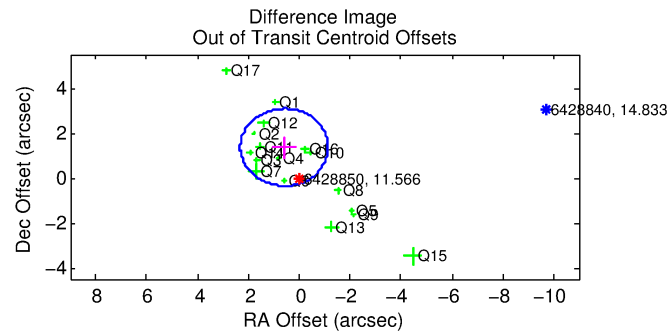 Difference Image
Out of Transit Centroid Offsets
Dec Offset (arcsec)
4
2
0
−2
−4
Q17
Q1
Q12
Q2
Q11
Q16
Q14
Q10
Q3
Q4
Q7
6428850, 11.566
6428840, 14.833
Q8
Q5
Q9
Q13
Q15
8
6
4
2
0
−2
−4
−6
−8
−10
RA Offset (arcsec)